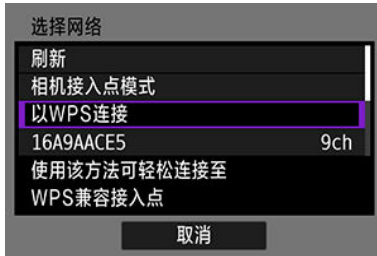 选择网络
刷新
相机接入点模式
以WPS连接
16A9AACE5 9ch
使用该方法可轻松连接至
WPS兼容接入点
取消